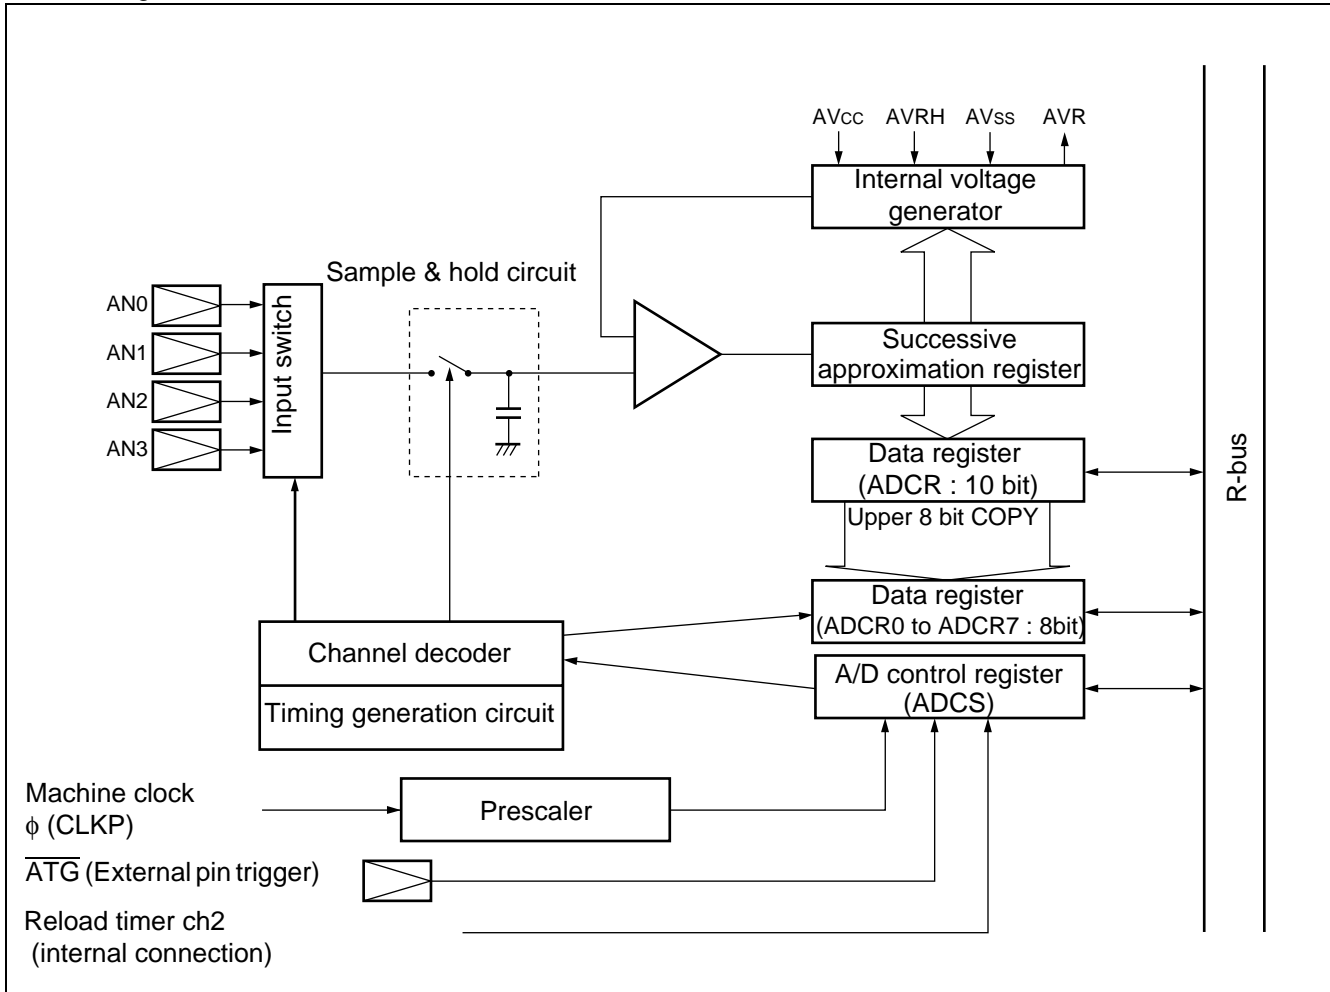 AVCC AVRH AVSS AVR
Internal voltage
generator
Sample & hold circuit
AN0
AN1
AN2
AN3
Input switch
Successive
approximation register
Data register
(ADCR : 10 bit)
Upper 8 bit COPY
R-bus
Data register
(ADCR0 to ADCR7 : 8bit)
Channel decoder
Timing generation circuit
A/D control register
(ADCS)
Machine clock
ϕ (CLKP)
Prescaler
ATG (External pin trigger)
Reload timer ch2
(internal connection)